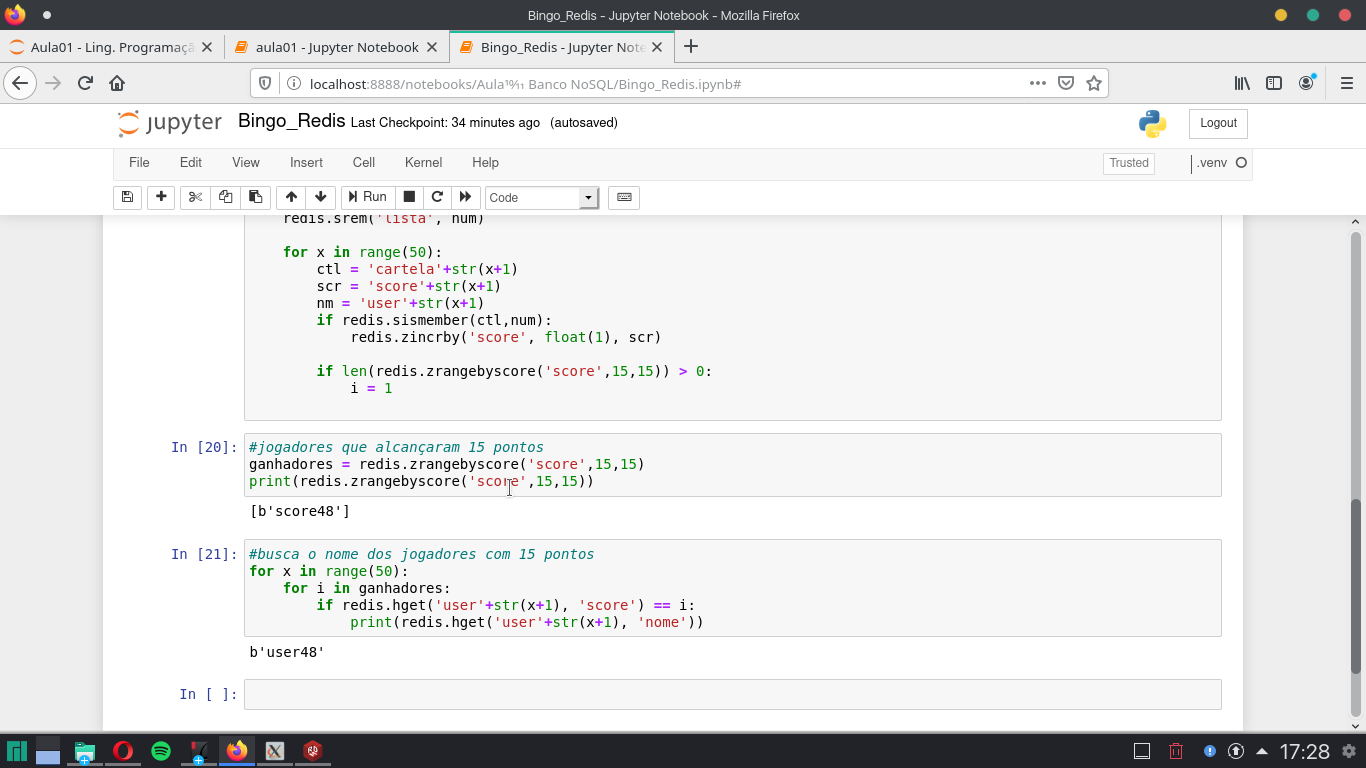 Bingo_Redis - Jupyter Notebook - Mozilla Firefox
Aula01 - Ling. Programaçã
aula01 - Jupyter Notebook
Bingo_Redis - Jupyter Note
localhost:8888/notebooks/Aula Banco NoSQL/Bingo_Redis.ipynb#
jupyter Bingo_Redis Last Checkpoint: 34 minutes ago (autosaved)
Logout
File Edit View Insert Cell Kernel Help
Trusted
.venv
Run
Code
redis.srem('lista', num)
for x in range(50):
ctl = 'cartela'+str(x+1)
scr = 'score'+str(x+1)
nm = 'user'+str(x+1)
if redis.sismember(ctl,num):
redis.zincrby('score', float(1), scr)
if len(redis.zrangebyscore('score',15,15)) > 0:
i = 1
In [20]:
#jogadores que alcançaram 15 pontos
ganhadores = redis.zrangebyscore('score',15,15)
print(redis.zrangebyscore('score',15,15))
[b'score48']
In [21]:
#busca o nome dos jogadores com 15 pontos
for x in range(50):
for i in ganhadores:
if redis.hget('user'+str(x+1), 'score') == i:
print(redis.hget('user'+str(x+1), 'nome'))
b'user48'
In [ ]:
17:28